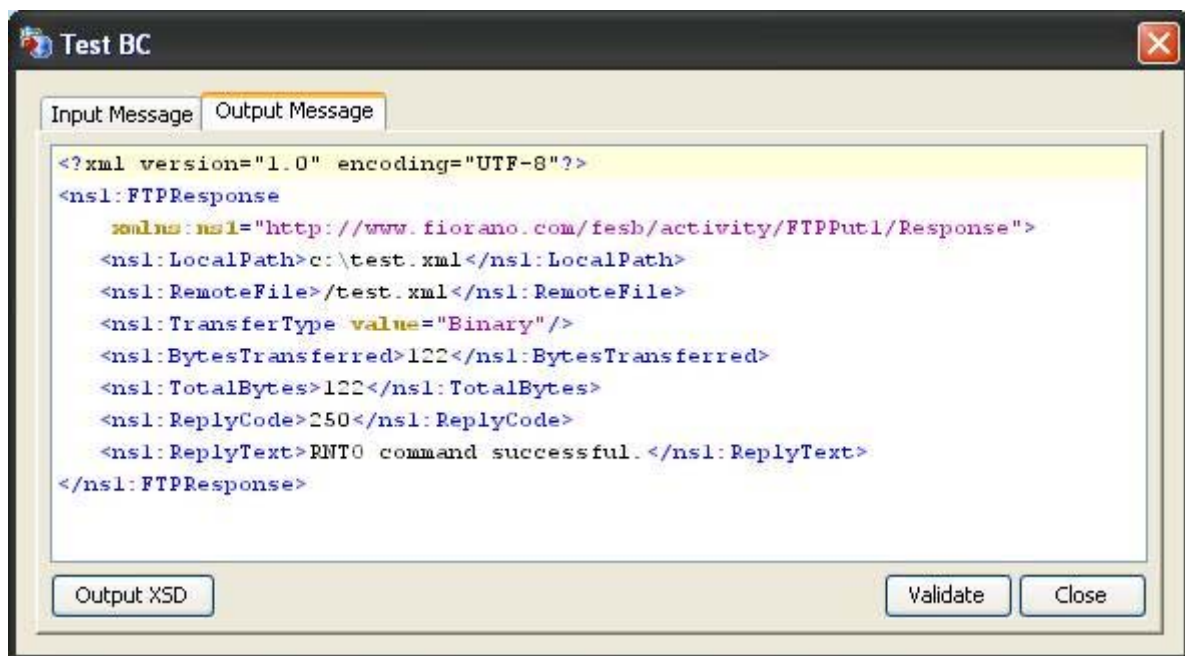 Test BC
Input Message Output Message
<?xml version="1.0" encoding="UTF-8"?>
<ns1:FTPResponse
xmlns:ns1="http://www.fiorano.com/fesb/activity/FTPPut1/Response">
<ns1:LocalPath>c:\test.xml</ns1:LocalPath>
<ns1:RemoteFile>/test.xml</ns1:RemoteFile>
<ns1:TransferType value="Binary"/>
<ns1:BytesTransferred>122</ns1:BytesTransferred>
<ns1:TotalBytes>122</ns1:TotalBytes>
<ns1:ReplyCode>250</ns1:ReplyCode>
<ns1:ReplyText>RNTO command successful.</ns1:ReplyText>
</ns1:FTPResponse>
Output XSD Validate Close